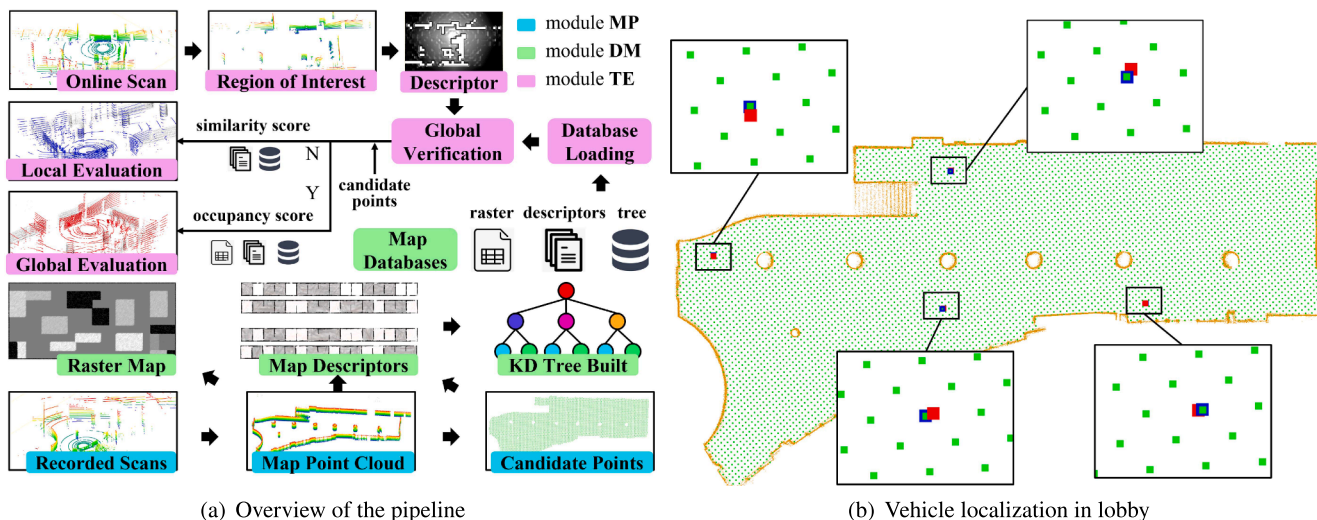 Online Scan
Region of Interest
Descriptor
module MP
module DM
module TE
similarity score
N
Global
Verification
Database
Loading
Local Evaluation
candidate
points
Y
occupancy score
raster
descriptors
tree
Map
Databases
Global Evaluation
Raster Map
Map Descriptors
KD Tree Built
Recorded Scans
Map Point Cloud
Candidate Points
(a) Overview of the pipeline
(b) Vehicle localization in lobby